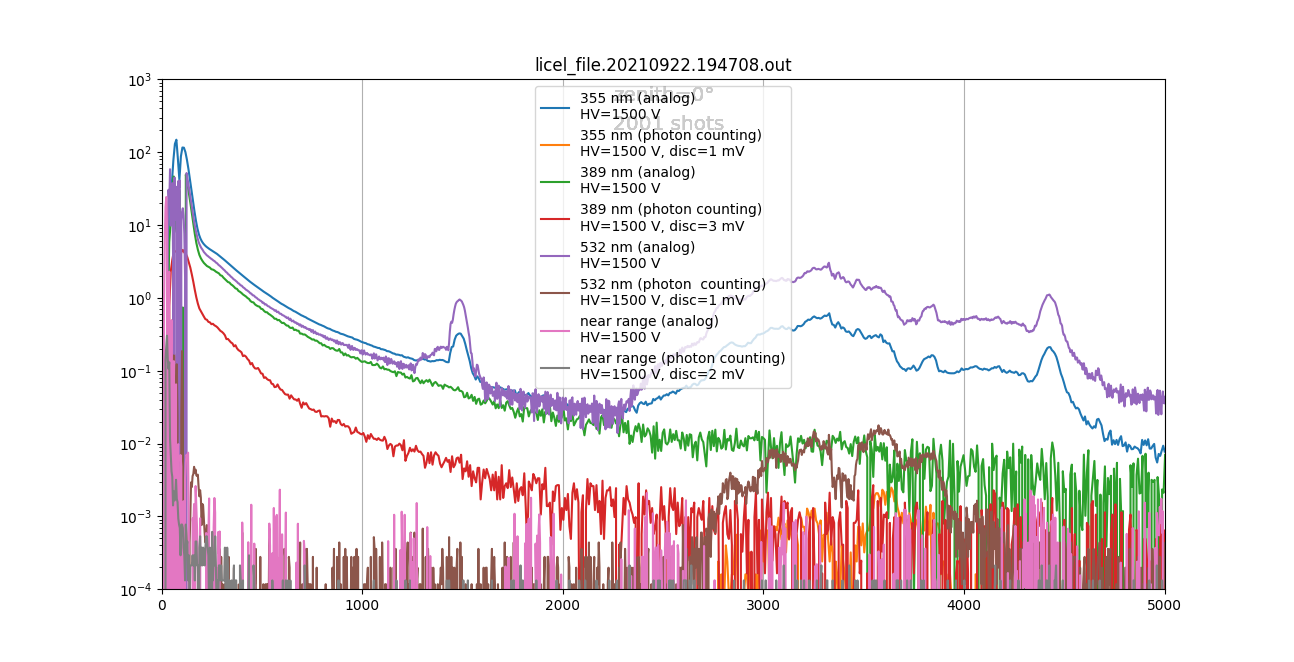 licel_file.20210922.194708.out
zenith=0°
2001 shots
355 nm (analog)
HV=1500 V
355 nm (photon counting)
HV=1500 V, disc=1 mV
389 nm (analog)
HV=1500 V
389 nm (photon counting)
HV=1500 V, disc=3 mV
532 nm (analog)
HV=1500 V
532 nm (photon  counting)
HV=1500 V, disc=1 mV
near range (analog)
HV=1500 V
near range (photon counting)
HV=1500 V, disc=2 mV
10³
10²
10¹
10⁰
10⁻¹
10⁻²
10⁻³
10⁻⁴
0 1000 2000 3000 4000 5000